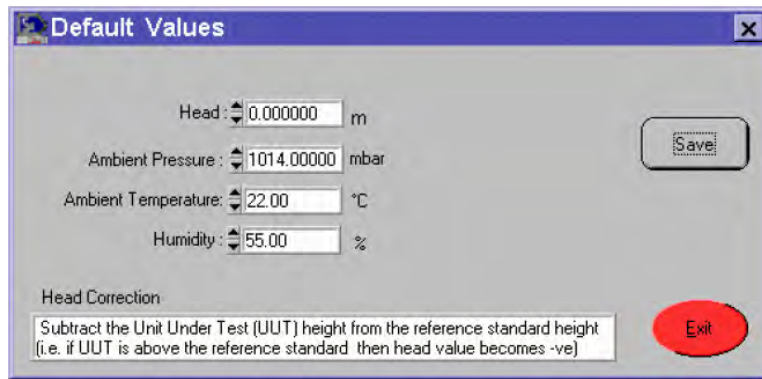 Default Values
Head : 0.000000 m
Ambient Pressure : 1014.00000 mbar
Ambient Temperature: 22.00 °C
Humidity : 55.00 %
Save
Head Correction
Subtract the Unit Under Test (UUT) height from the reference standard height
(i.e. if UUT is above the reference standard then head value becomes -ve)
Exit